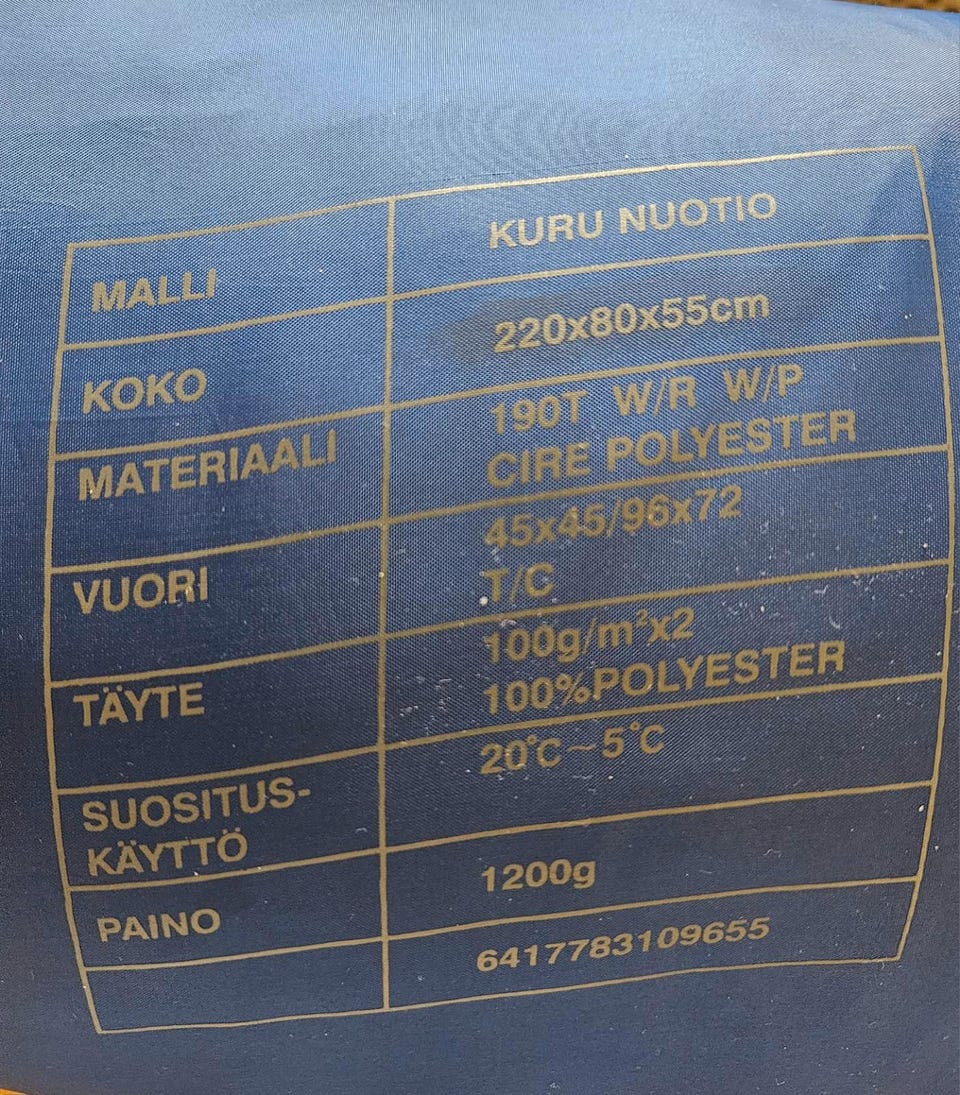 MALLI KURU NUOTIO
KOKO 220x80x55cm
MATERIAALI 190T W/R W/P
CIRE POLYESTER
VUORI 45x45/96x72
T/C
TÄYTE 100g/m²x2
100%POLYESTER
SUOSITUS- 20°C~5°C
KÄYTTÖ
PAINO 1200g
6417783109655